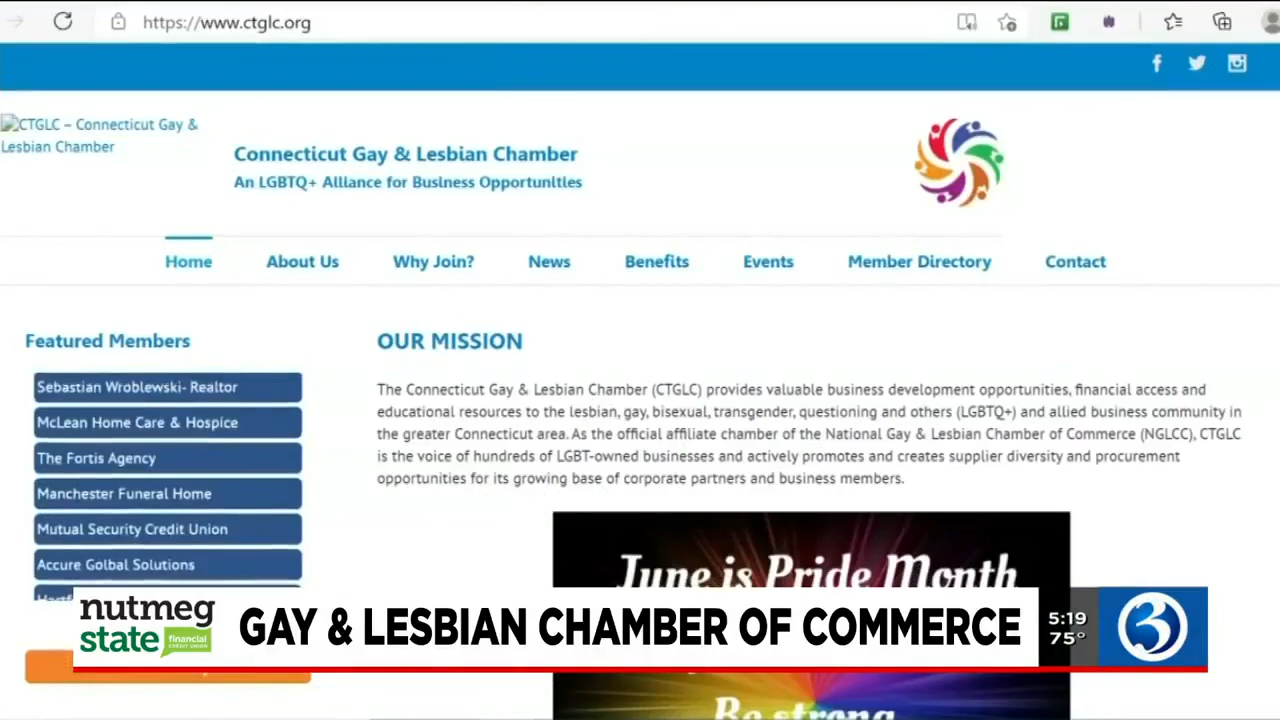 https://www.ctglc.org
CTGLC – Connecticut Gay &
Lesbian Chamber
Connecticut Gay & Lesbian Chamber
An LGBTQ+ Alliance for Business Opportunities
Home About Us Why Join? News Benefits Events Member Directory Contact
Featured Members
Sebastian Wroblewski- Realtor
McLean Home Care & Hospice
The Fortis Agency
Manchester Funeral Home
Mutual Security Credit Union
Accure Golbal Solutions
OUR MISSION
The Connecticut Gay & Lesbian Chamber (CTGLC) provides valuable business development opportunities, financial access and
educational resources to the lesbian, gay, bisexual, transgender, questioning and others (LGBTQ+) and allied business community in
the greater Connecticut area. As the official affiliate chamber of the National Gay & Lesbian Chamber of Commerce (NGLCC), CTGLC
is the voice of hundreds of LGBT-owned businesses and actively promotes and creates supplier diversity and procurement
opportunities for its growing base of corporate partners and business members.
June is Pride Month
Be strong
nutmeg
state financial
CREDIT UNION
GAY & LESBIAN CHAMBER OF COMMERCE
5:19
75°
3